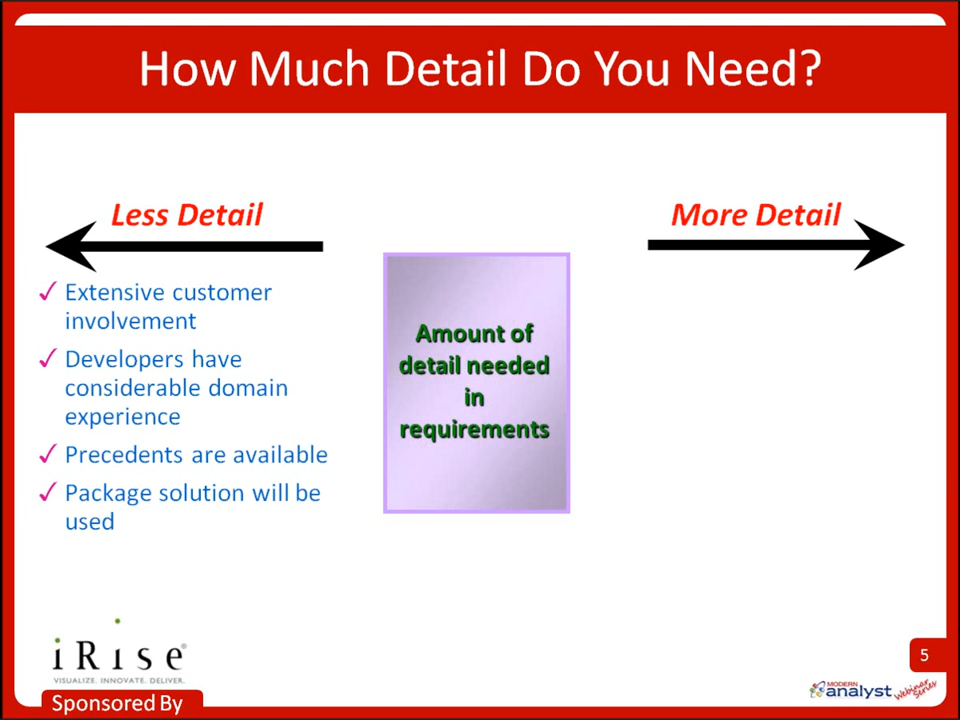 How Much Detail Do You Need?
Less Detail
More Detail
✓ Extensive customer
involvement
✓ Developers have
considerable domain
experience
✓ Precedents are available
✓ Package solution will be
used
Amount of
detail needed
in
requirements
iRise®
VISUALIZE. INNOVATE. DELIVER.
Sponsored By
5
MODERN
analyst
Webinar
Series